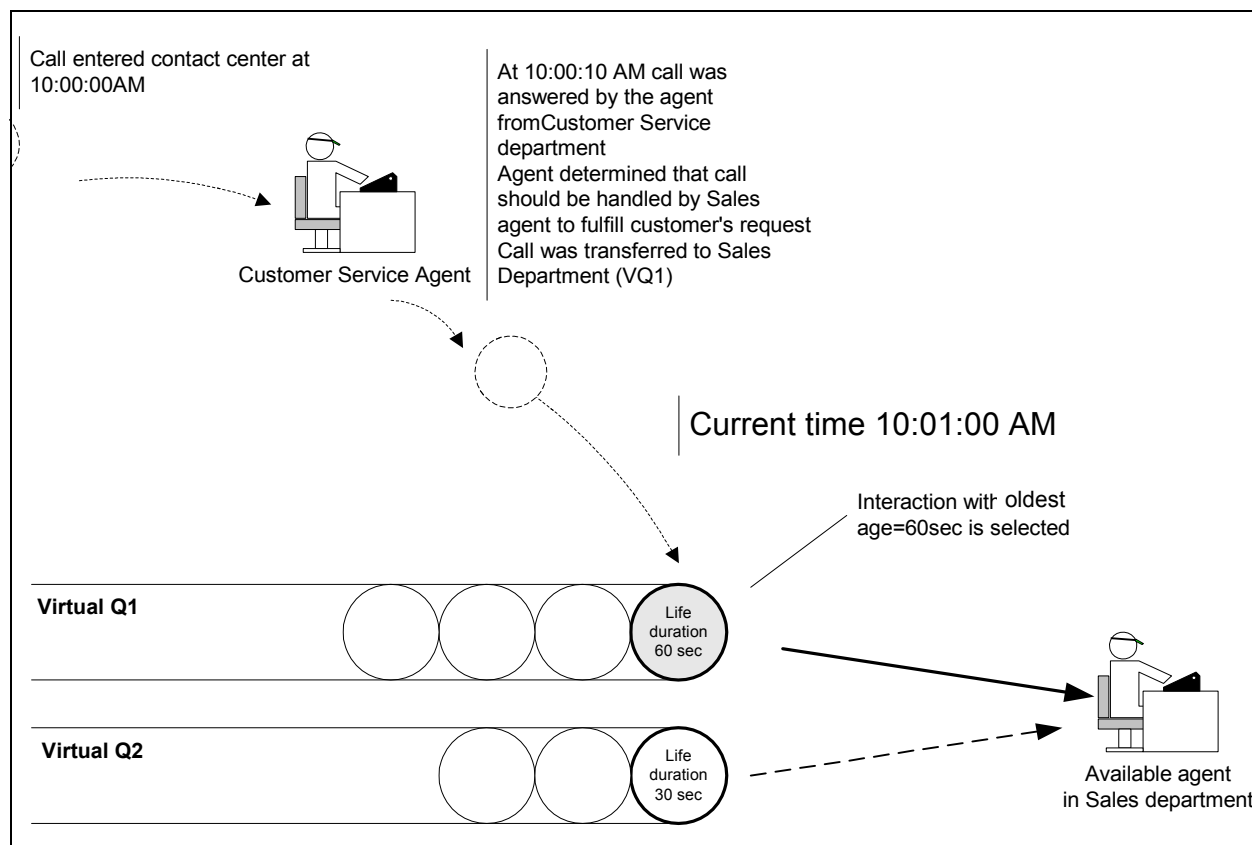 Call entered contact center at
10:00:00AM
At 10:00:10 AM call was
answered by the agent
fromCustomer Service
department
Agent determined that call
should be handled by Sales
agent to fulfill customer's request
Call was transferred to Sales
Department (VQ1)
Customer Service Agent
Current time 10:01:00 AM
Interaction with oldest
age=60sec is selected
Virtual Q1
Life
duration
60 sec
Virtual Q2
Life
duration
30 sec
Available agent
in Sales department